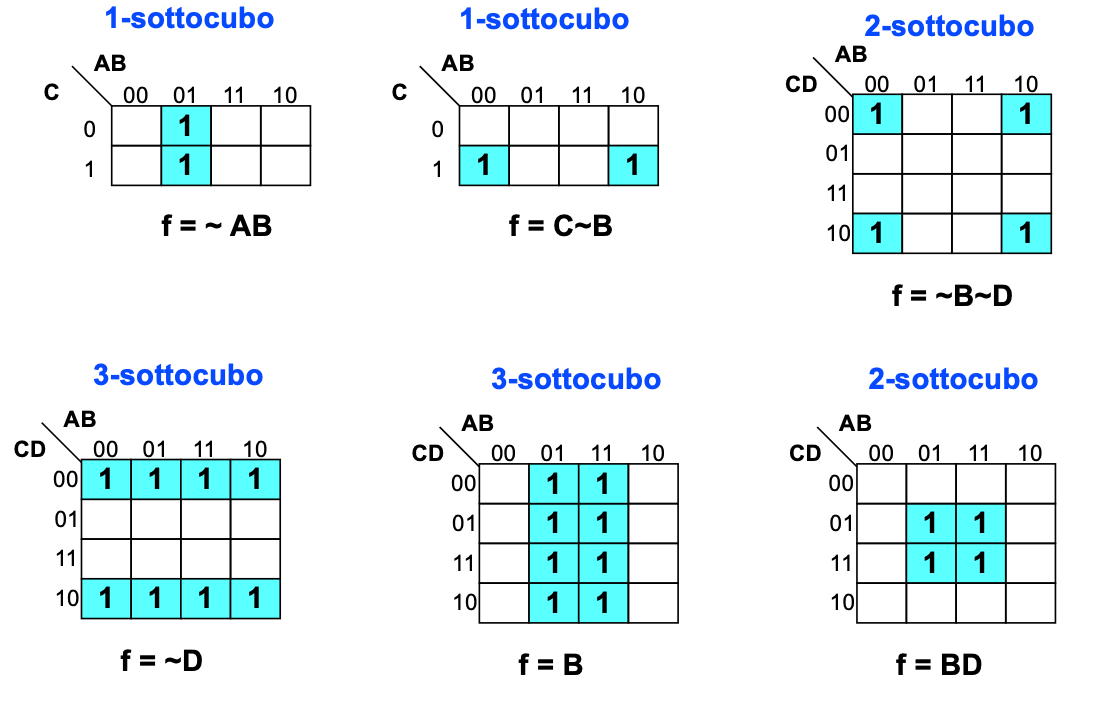 1-sottocubo
AB
C
00 01 11 10
0 1
1 1
f = ~ AB
1-sottocubo
AB
C
00 01 11 10
0
1 1 1
f = C~B
2-sottocubo
AB
CD
00 01 11 10
00 1 1
01
11
10 1 1
f = ~B~D
3-sottocubo
AB
CD
00 01 11 10
00 1 1 1 1
01
11
10 1 1 1 1
f = ~D
3-sottocubo
AB
CD
00 01 11 10
00 1 1
01 1 1
11 1 1
10 1 1
f = B
2-sottocubo
AB
CD
00 01 11 10
00
01 1 1
11 1 1
10
f = BD